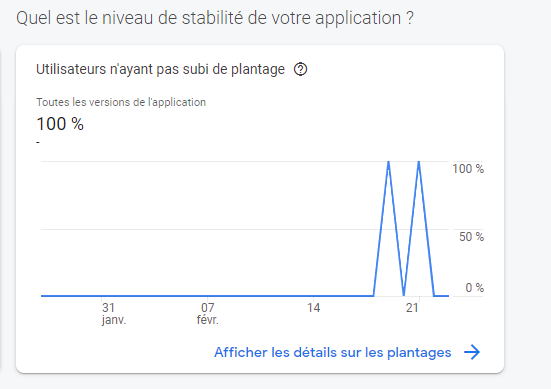 Quel est le niveau de stabilité de votre application ?
Utilisateurs n'ayant pas subi de plantage
Toutes les versions de l'application
100 %
-
100 %
50 %
0 %
31 janv.
07 févr.
14
21
Afficher les détails sur les plantages